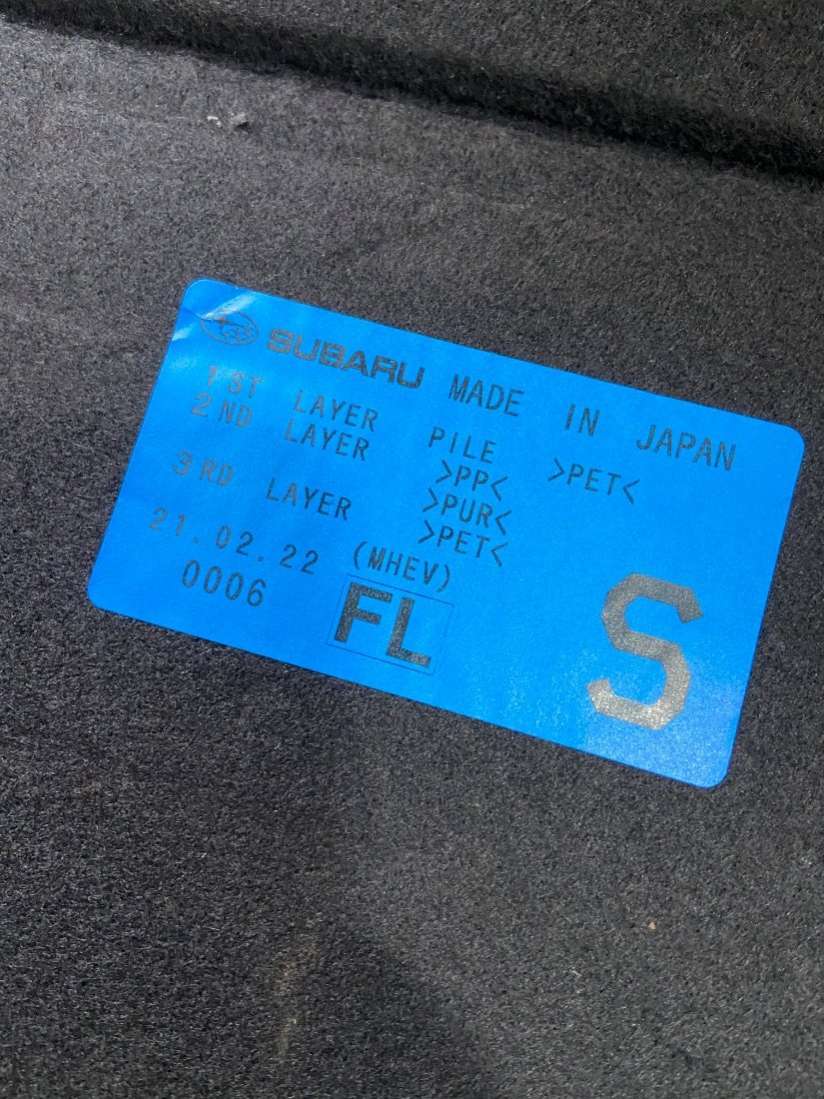 SUBARU MADE IN JAPAN
1ST LAYER PILE >PET<
2ND LAYER >PP<
>PUR<
3RD LAYER >PET<
21.02.22 (MHEV)
0006 FL
S